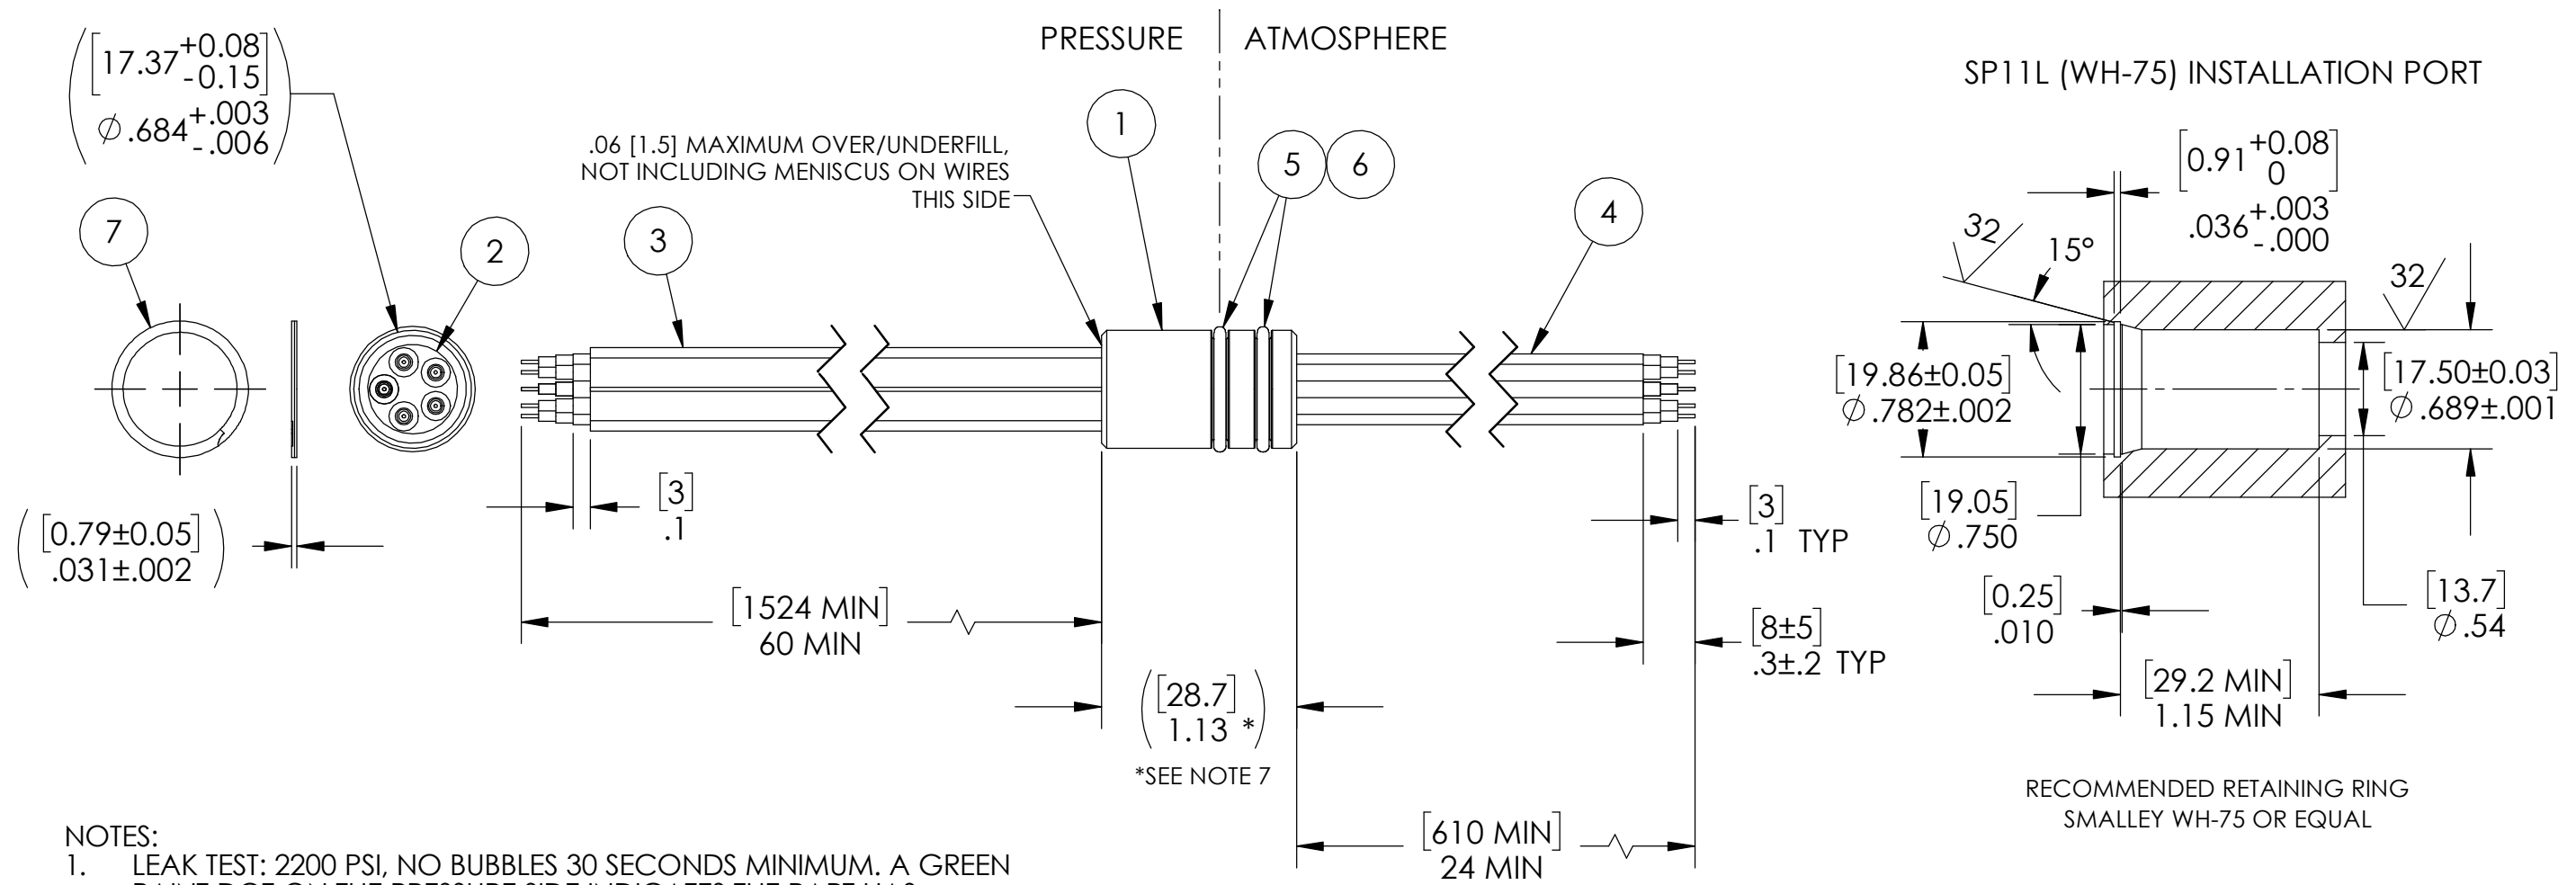 PRESSURE ATMOSPHERE
SP11L (WH-75) INSTALLATION PORT
[17.37 +0.08 -0.15]
⌀ .684 +.003 -.006
.06 [1.5] MAXIMUM OVER/UNDERFILL,
NOT INCLUDING MENISCUS ON WIRES
THIS SIDE
1
5
6
7
2
3
4
[0.91 +0.08 0]
.036 +.003 -.000
32
15°
32
[19.86±0.05]
⌀ .782±.002
[17.50±0.03]
⌀ .689±.001
[19.05]
⌀ .750
[0.25]
.010
[13.7]
⌀ .54
[29.2 MIN]
1.15 MIN
([0.79±0.05]
.031±.002)
[3]
.1
[3]
.1 TYP
[1524 MIN]
60 MIN
[8±5]
.3±.2 TYP
([28.7]
1.13 *)
*SEE NOTE 7
[610 MIN]
24 MIN
RECOMMENDED RETAINING RING
SMALLEY WH-75 OR EQUAL
NOTES:
1. LEAK TEST: 2200 PSI, NO BUBBLES 30 SECONDS MINIMUM. A GREEN